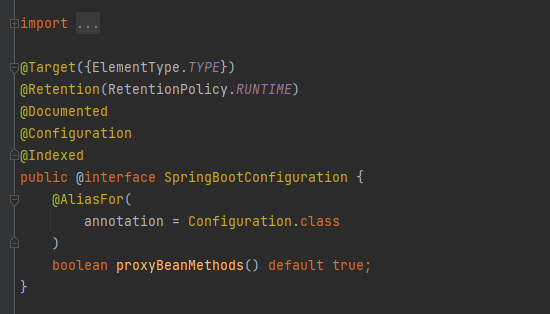 import ...
@Target({ElementType.TYPE})
@Retention(RetentionPolicy.RUNTIME)
@Documented
@Configuration
@Indexed
public @interface SpringBootConfiguration {
    @AliasFor(
        annotation = Configuration.class
    )
    boolean proxyBeanMethods() default true;
}